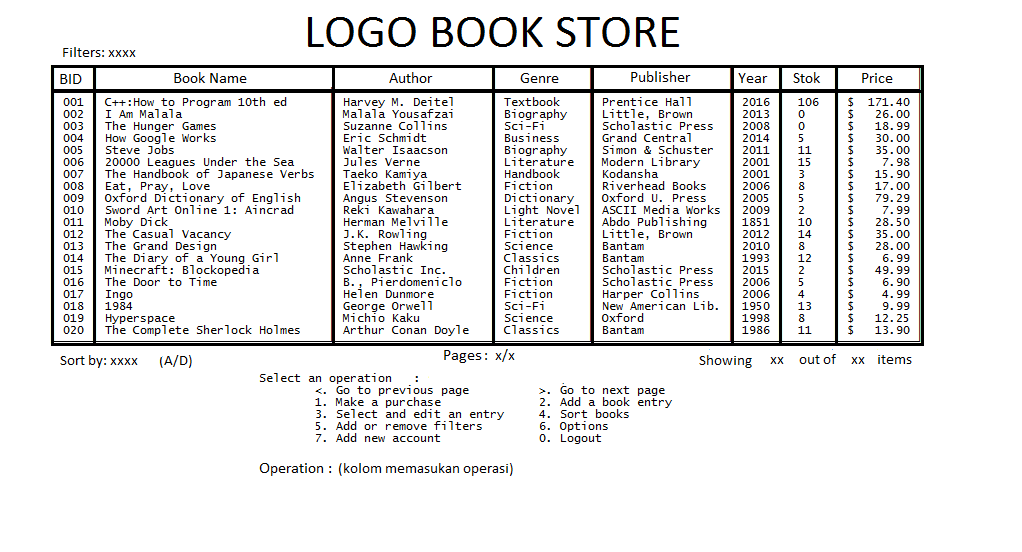 LOGO BOOK STORE
Filters: xxxx
BID Book Name Author Genre Publisher Year Stok Price
001 C++:How to Program 10th ed Harvey M. Deitel Textbook Prentice Hall 2016 106 $ 171.40
002 I Am Malala Malala Yousafzai Biography Little, Brown 2013 0 $ 26.00
003 The Hunger Games Suzanne Collins Sci-Fi Scholastic Press 2008 0 $ 18.99
004 How Google Works Eric Schmidt Business Grand Central 2014 5 $ 30.00
005 Steve Jobs Walter Isaacson Biography Simon & Schuster 2011 11 $ 35.00
006 20000 Leagues Under the Sea Jules Verne Literature Modern Library 2001 15 $ 7.98
007 The Handbook of Japanese Verbs Taeko Kamiya Handbook Kodansha 2001 3 $ 15.90
008 Eat, Pray, Love Elizabeth Gilbert Fiction Riverhead Books 2006 8 $ 17.00
009 Oxford Dictionary of English Angus Stevenson Dictionary Oxford U. Press 2005 5 $ 79.29
010 Sword Art Online 1: Aincrad Reki Kawahara Light Novel ASCII Media Works 2009 2 $ 7.99
011 Moby Dick Herman Melville Literature Abdo Publishing 1851 10 $ 28.50
012 The Casual Vacancy J.K. Rowling Fiction Little, Brown 2012 14 $ 35.00
013 The Grand Design Stephen Hawking Science Bantam 2010 8 $ 28.00
014 The Diary of a Young Girl Anne Frank Classics Bantam 1993 12 $ 6.99
015 Minecraft: Blockopedia Scholastic Inc. Children Scholastic Press 2015 2 $ 49.99
016 The Door to Time B., Pierdomeniclo Fiction Scholastic Press 2006 5 $ 6.90
017 Ingo Helen Dunmore Fiction Harper Collins 2006 4 $ 4.99
018 1984 George Orwell Sci-Fi New American Lib. 1950 13 $ 9.99
019 Hyperspace Michio Kaku Science Oxford 1998 8 $ 12.25
020 The Complete Sherlock Holmes Arthur Conan Doyle Classics Bantam 1986 11 $ 13.90
Sort by: xxxx (A/D) Pages: x/x Showing xx out of xx items
Select an operation :
<. Go to previous page >. Go to next page
1. Make a purchase 2. Add a book entry
3. Select and edit an entry 4. Sort books
5. Add or remove filters 6. Options
7. Add new account 0. Logout
Operation : (kolom memasukan operasi)